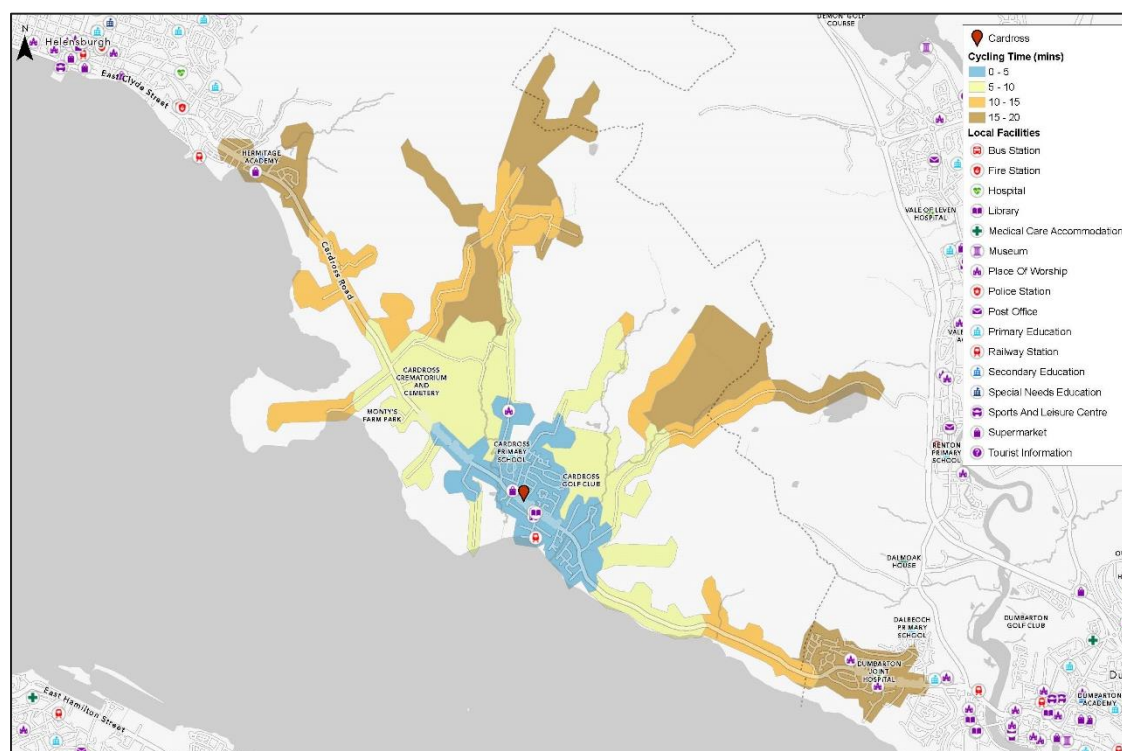 DEMON GOLF
COURSE
N
Helensburgh
East Clyde Street
HERMITAGE
ACADEMY
Cardross Road
VALE OF LEVEN
HOSPITAL
CARDROSS
CREMATORIUM
AND
CEMETERY
MONTY'S
FARM PARK
CARDROSS
PRIMARY
SCHOOL
CARDROSS
GOLF CLUB
RENTON
PRIMARY
SCHOOL
DALMOAK
HOUSE
DALREOCH
PRIMARY
SCHOOL
DUMBARTON
GOLF CLUB
DUMBARTON
JOINT
HOSPITAL
DUMBARTON
ACADEMY
East Hamilton Street
Cardross
Cycling Time (mins)
0 - 5
5 - 10
10 - 15
15 - 20
Local Facilities
Bus Station
Fire Station
Hospital
Library
Medical Care Accommodation
Museum
Place Of Worship
Police Station
Post Office
Primary Education
Railway Station
Secondary Education
Special Needs Education
Sports And Leisure Centre
Supermarket
Tourist Information